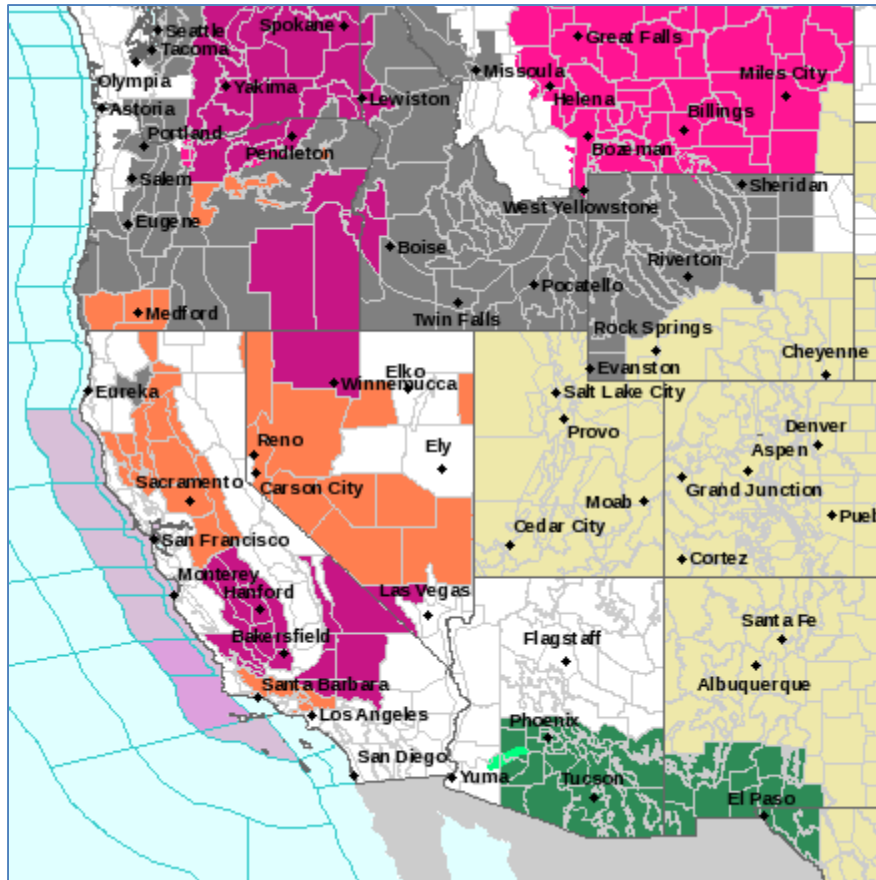 Seattle
Spokane
Tacoma
Great Falls
Olympia
Missoula
Miles City
Yakima
Lewiston
Helena
Astoria
Billings
Portland
Pendleton
Bozeman
Salem
Sheridan
West Yellowstone
Eugene
Boise
Riverton
Pocatello
Medford
Twin Falls
Rock Springs
Elko
Evanston
Cheyenne
Eureka
Winnemucca
Salt Lake City
Provo
Denver
Reno
Ely
Aspen
Sacramento
Carson City
Grand Junction
Moab
Pueb
San Francisco
Cedar City
Cortez
Monterey
Hanford
Las Vegas
Bakersfield
Flagstaff
Santa Fe
Santa Barbara
Albuquerque
Los Angeles
Phoenix
San Diego
Yuma
Tucson
El Paso